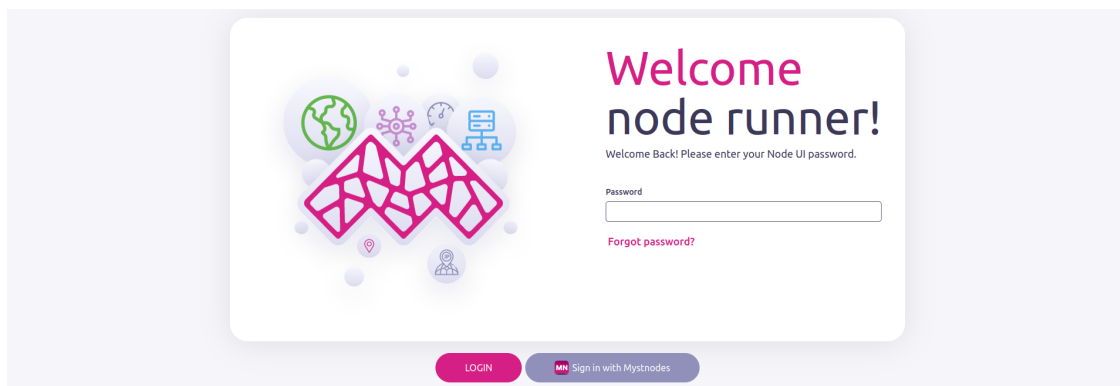 Welcome
node runner!
Welcome Back! Please enter your Node UI password.
Password
Forgot password?
LOGIN
MN Sign in with Mystnodes